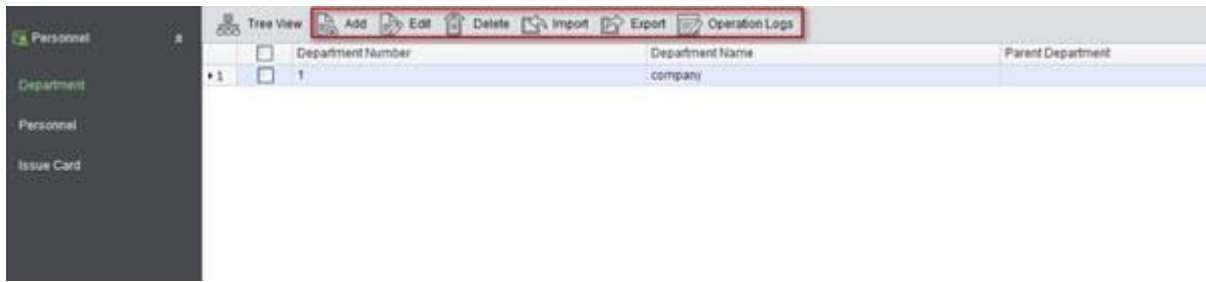 Personnel
Tree View Add Edit Delete Import Export Operation Logs
Department Number Department Name Parent Department
1 1 company
Department
Personnel
Issue Card